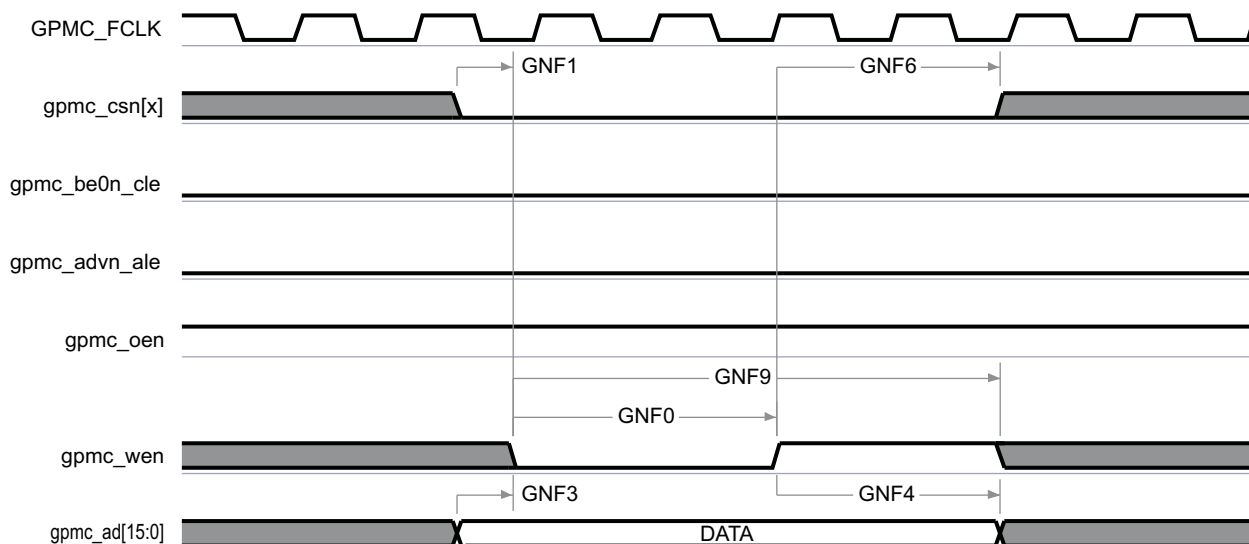 GPMC_FCLK
GNF1
GNF6
gpmc_csn[x]
gpmc_be0n_cle
gpmc_advn_ale
gpmc_oen
GNF9
GNF0
gpmc_wen
GNF3
GNF4
gpmc_ad[15:0]
DATA